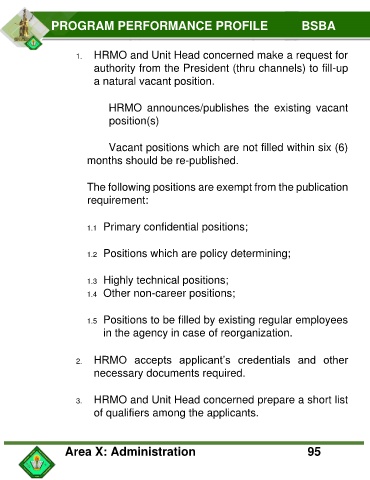 PROGRAM PERFORMANCE PROFILE BSBA
1. HRMO and Unit Head concerned make a request for
authority from the President (thru channels) to fill-up
a natural vacant position.
HRMO announces/publishes the existing vacant
position(s)
Vacant positions which are not filled within six (6)
months should be re-published.
The following positions are exempt from the publication
requirement:
1.1 Primary confidential positions;
1.2 Positions which are policy determining;
1.3 Highly technical positions;
1.4 Other non-career positions;
1.5 Positions to be filled by existing regular employees
in the agency in case of reorganization.
2. HRMO accepts applicant's credentials and other
necessary documents required.
3. HRMO and Unit Head concerned prepare a short list
of qualifiers among the applicants.
Area X: Administration 95